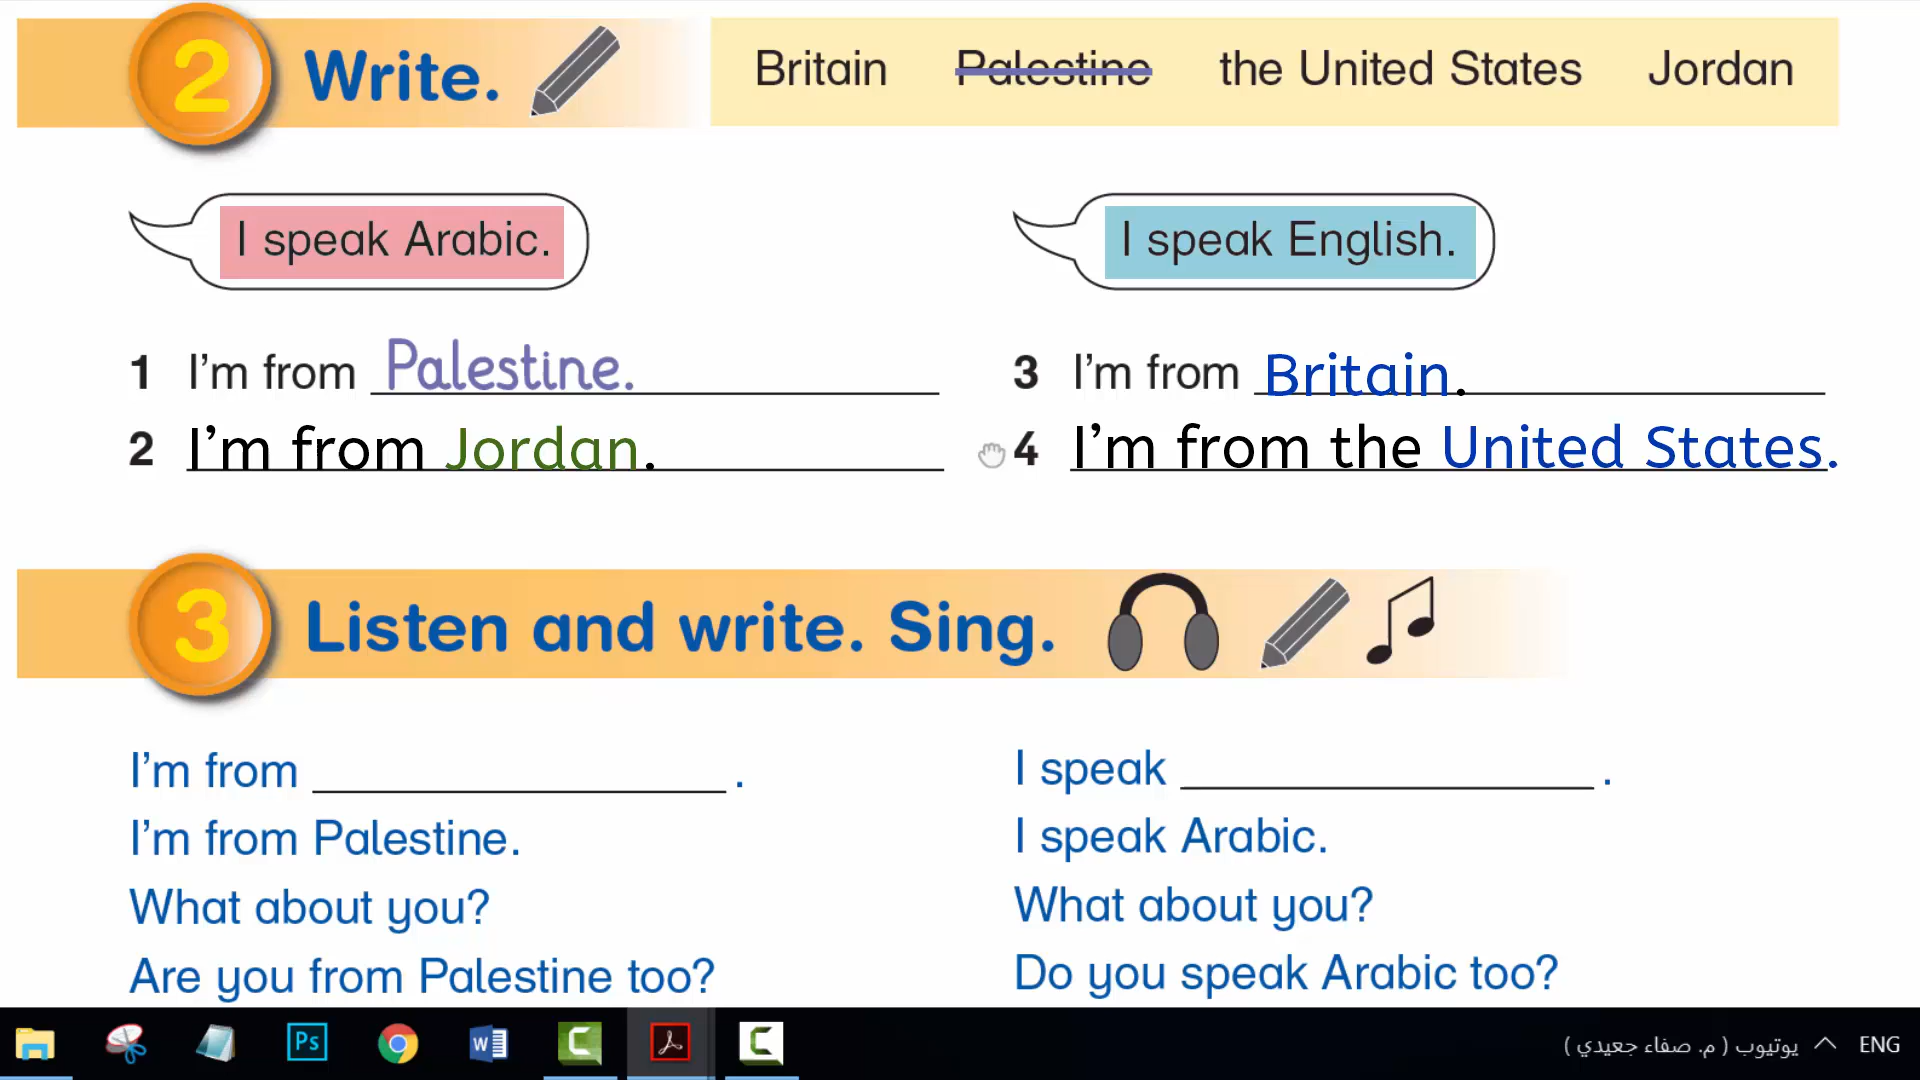 2 Write.
Britain Palestine the United States Jordan
I speak Arabic.
1 I'm from Palestine.
2 I'm from Jordan.
I speak English.
3 I'm from Britain.
4 I'm from the United States.
3 Listen and write. Sing.
I'm from ____________ .
I'm from Palestine.
What about you?
Are you from Palestine too?
I speak ____________ .
I speak Arabic.
What about you?
Do you speak Arabic too?
Ps
W
يوتيوب ( م. صفاء جعيدي )
ENG